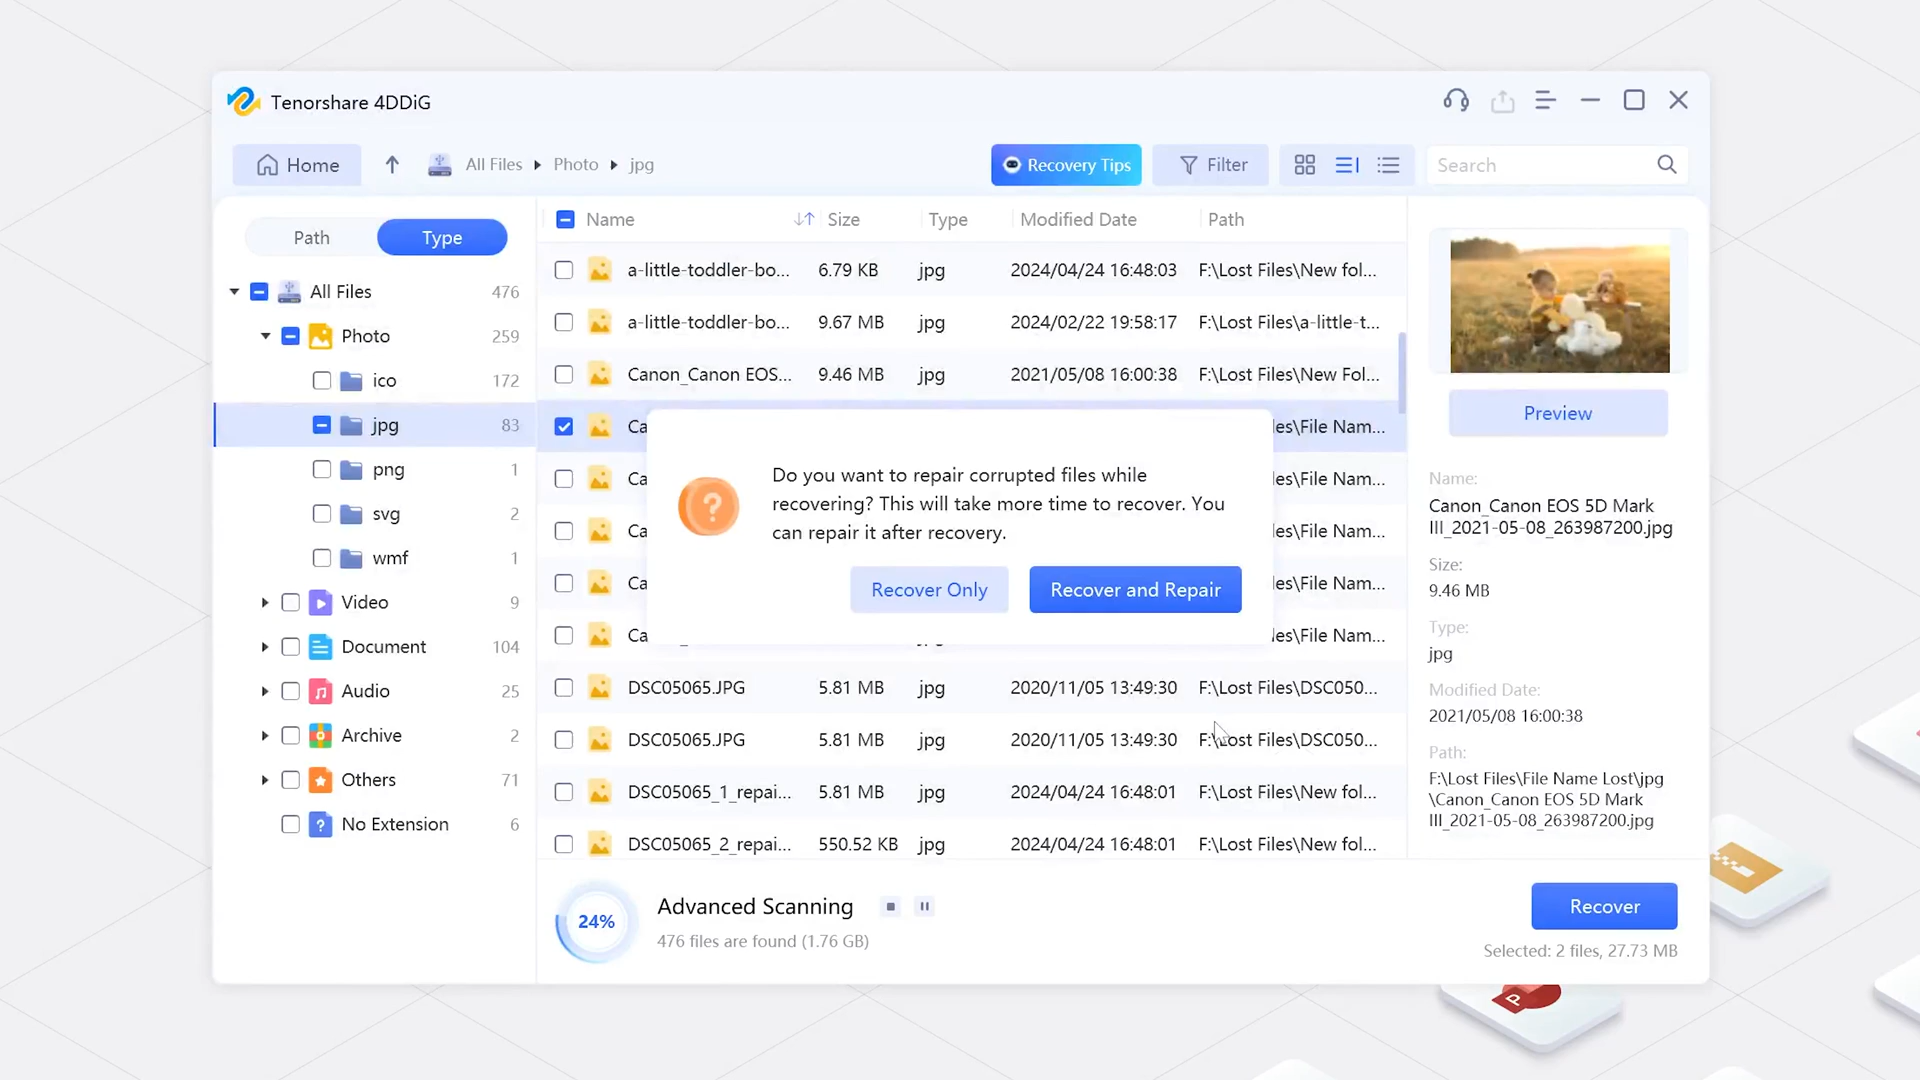 Tenorshare 4DDiG
Home
All Files
Photo
jpg
Recovery Tips
Filter
Search
Path
Type
Name
Size
Type
Modified Date
Path
All Files 476
Photo 259
ico 172
jpg 83
png 1
svg 2
wmf 1
Video 9
Document 104
Audio 25
Archive 2
Others 71
No Extension 6
a-little-toddler-bo... 6.79 KB jpg 2024/04/24 16:48:03 F:\Lost Files\New fol...
a-little-toddler-bo... 9.67 MB jpg 2024/02/22 19:58:17 F:\Lost Files\a-little-t...
Canon_Canon EOS... 9.46 MB jpg 2021/05/08 16:00:38 F:\Lost Files\New Fol...
Ca les\File Nam...
Ca les\File Nam...
Ca les\File Nam...
Ca les\File Nam...
Ca les\File Nam...
DSC05065.JPG 5.81 MB jpg 2020/11/05 13:49:30 F:\Lost Files\DSC050...
DSC05065.JPG 5.81 MB jpg 2020/11/05 13:49:30 F:\Lost Files\DSC050...
DSC05065_1_repai... 5.81 MB jpg 2024/04/24 16:48:01 F:\Lost Files\New fol...
DSC05065_2_repai... 550.52 KB jpg 2024/04/24 16:48:01 F:\Lost Files\New fol...
Do you want to repair corrupted files while
recovering? This will take more time to recover. You
can repair it after recovery.
Recover Only
Recover and Repair
Preview
Name:
Canon_Canon EOS 5D Mark
III_2021-05-08_263987200.jpg
Size:
9.46 MB
Type:
jpg
Modified Date:
2021/05/08 16:00:38
Path:
F:\Lost Files\File Name Lost\jpg
\Canon_Canon EOS 5D Mark
III_2021-05-08_263987200.jpg
24%
Advanced Scanning
476 files are found (1.76 GB)
Recover
Selected: 2 files, 27.73 MB
P